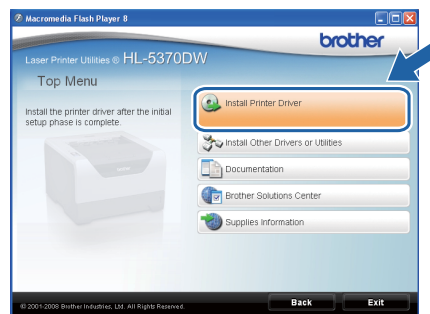 Macromedia Flash Player 8
brother
Laser Printer Utilities ® HL-5370DW
Top Menu
Install the printer driver after the initial
setup phase is complete.
Install Printer Driver
Install Other Drivers or Utilities
Documentation
Brother Solutions Center
Supplies Information
© 2001-2008 Brother Industries, Ltd. All Rights Reserved.
Back
Exit